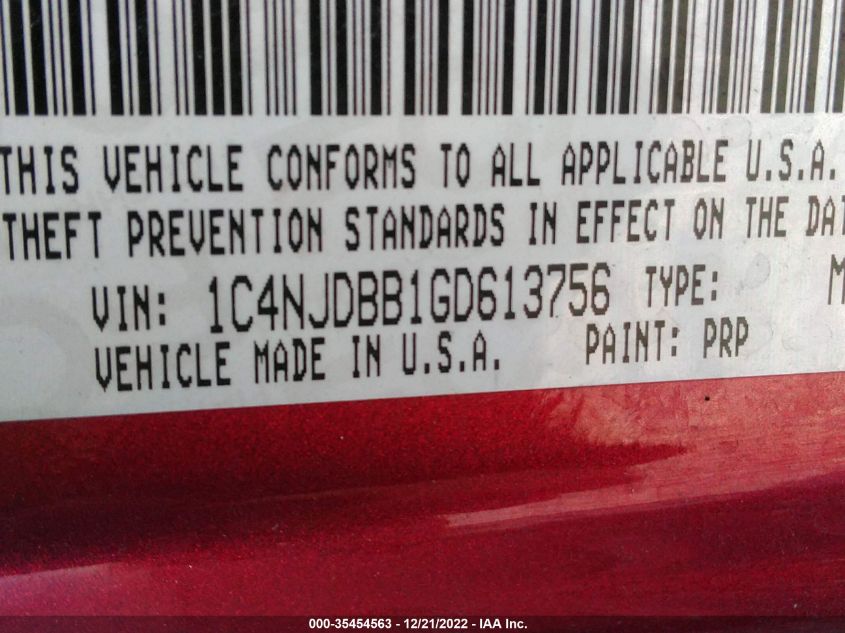 THIS VEHICLE CONFORMS TO ALL APPLICABLE U.S.A.
THEFT PREVENTION STANDARDS IN EFFECT ON THE
VIN: 1C4NJDBB1GD613756 TYPE: M
VEHICLE MADE IN U.S.A. PAINT: PRP
000-35454563 - 12/21/2022 - IAA Inc.